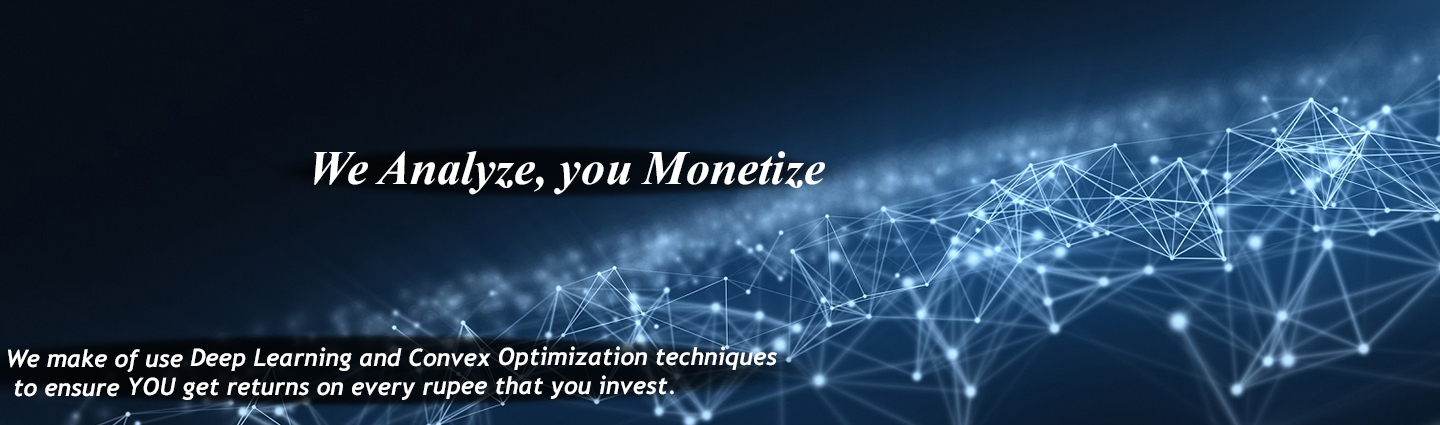 We Analyze, you Monetize
We make of use Deep Learning and Convex Optimization techniques
to ensure YOU get returns on every rupee that you invest.